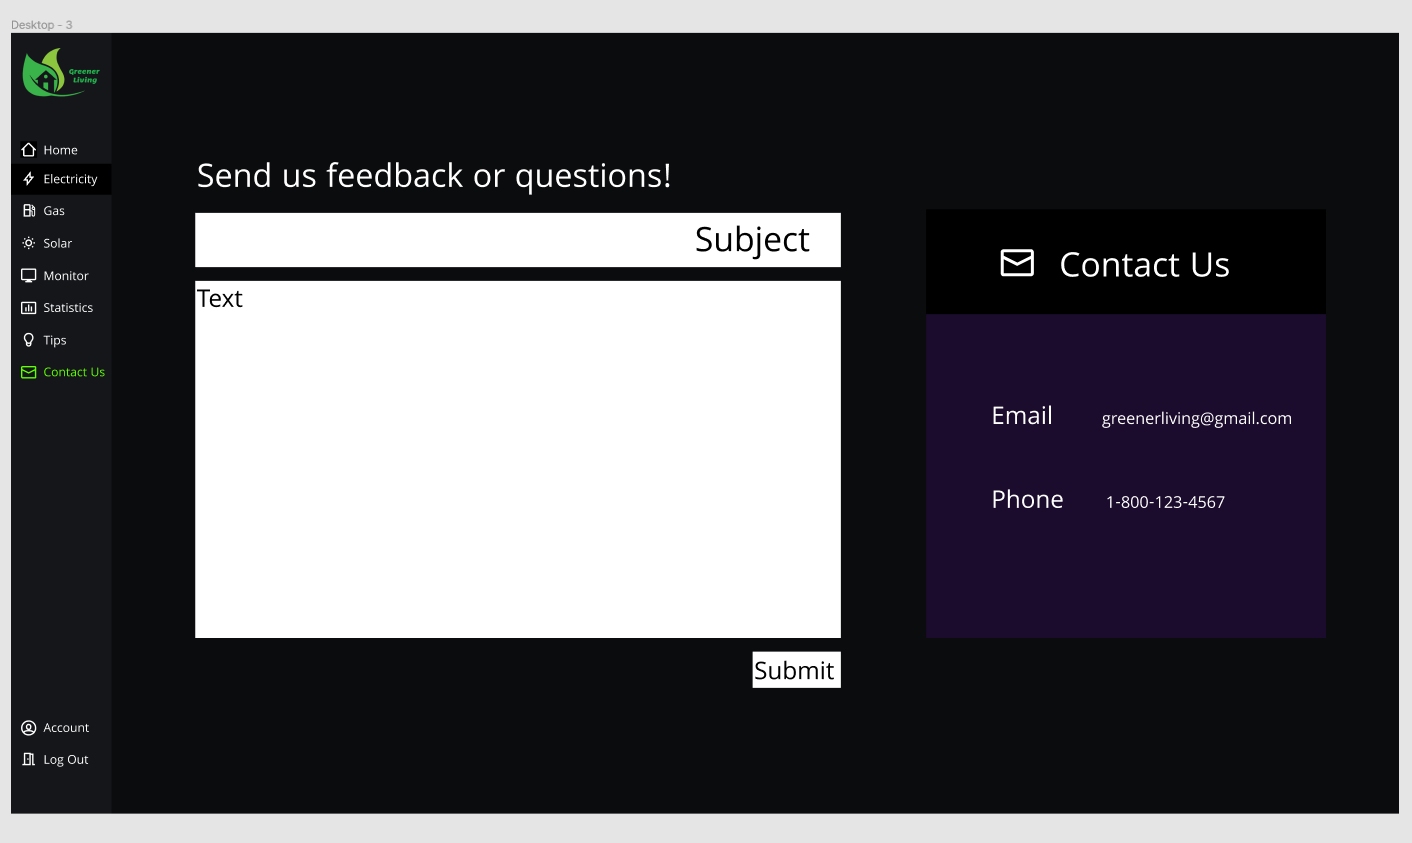 Desktop - 3
Greener
Living
Home
Electricity
Gas
Solar
Monitor
Statistics
Tips
Contact Us
Account
Log Out
Send us feedback or questions!
Subject
Text
Submit
Contact Us
Email greenerliving@gmail.com
Phone 1-800-123-4567